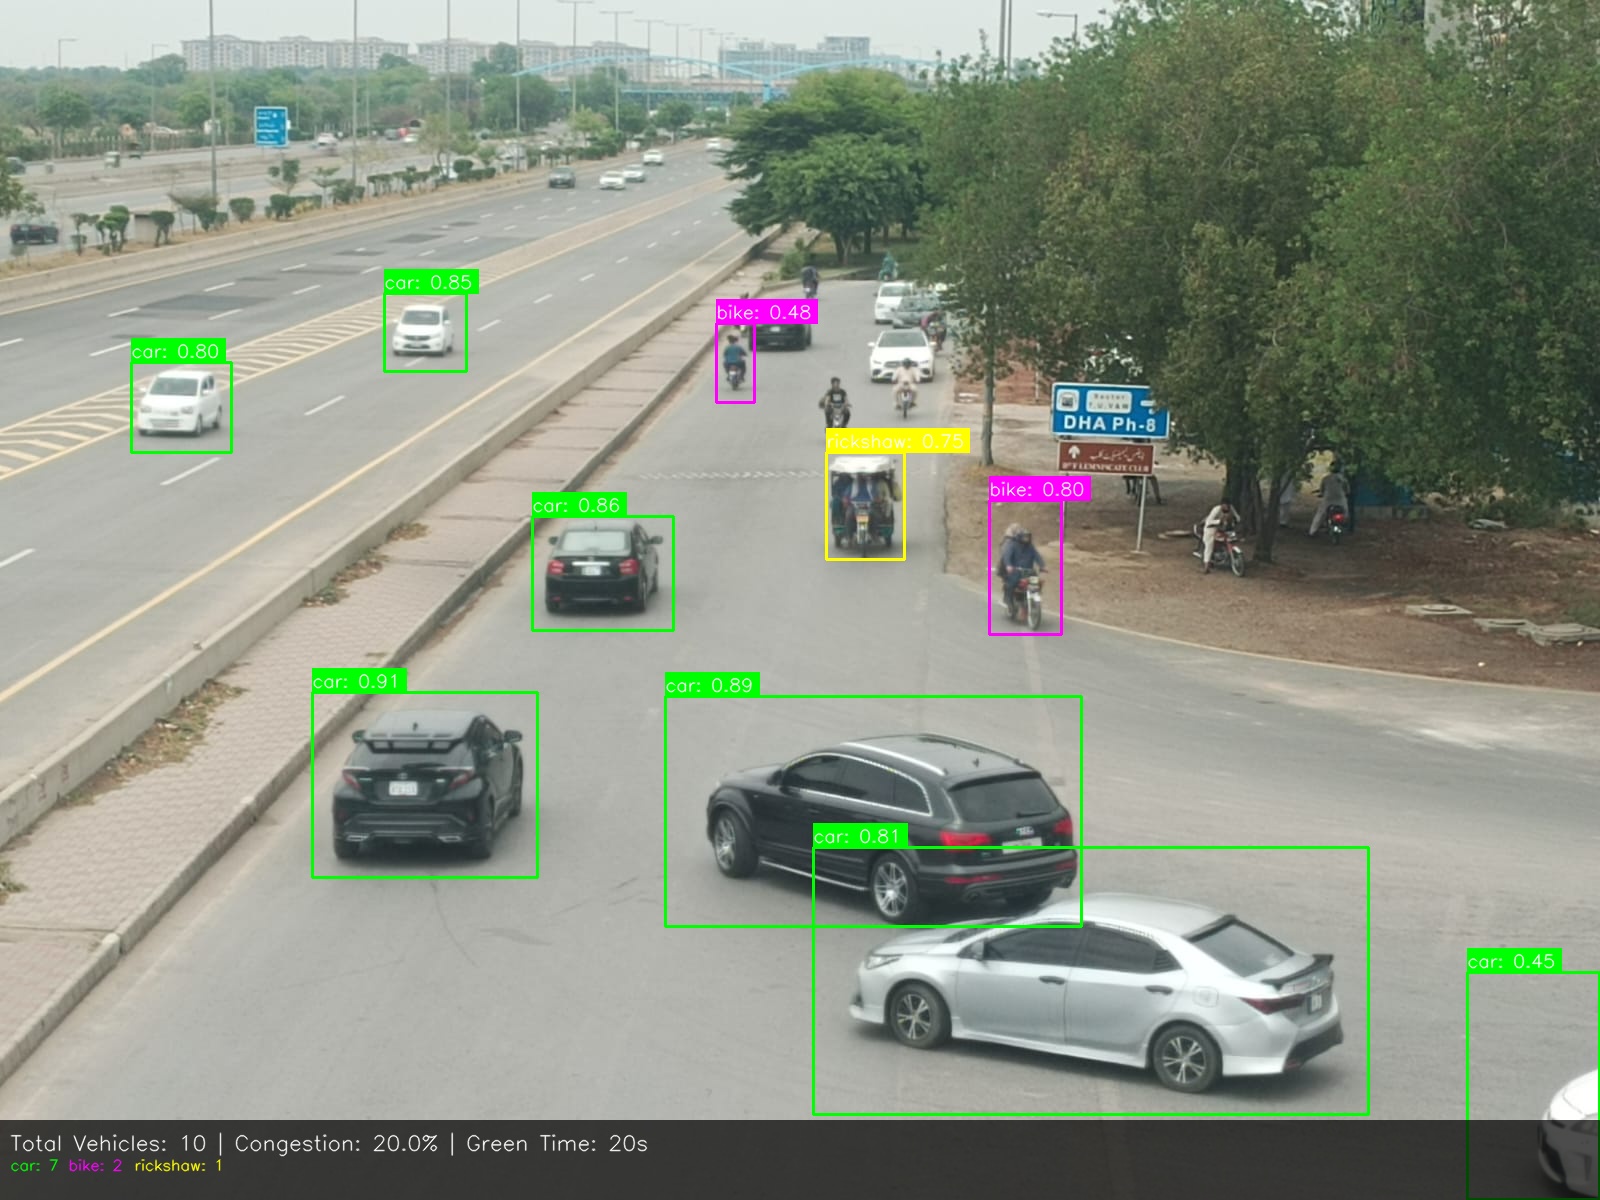 car: 0.85
bike: 0.48
car: 0.80
DHA Ph-8
rickshaw: 0.75
bike: 0.80
car: 0.86
car: 0.91
car: 0.89
car: 0.81
car: 0.45
Total Vehicles: 10 | Congestion: 20.0% | Green Time: 20s
car: 7 bike: 2 rickshaw: 1